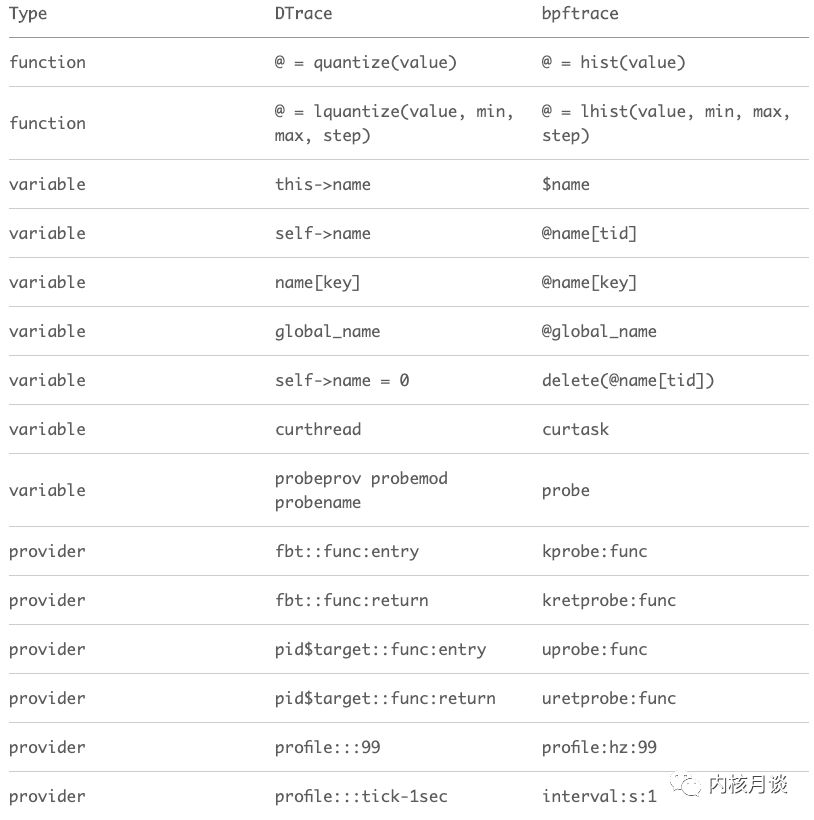 Type DTrace bpftrace
function @ = quantize(value) @ = hist(value)
function @ = lquantize(value, min, @ = lhist(value, min, max,
max, step) step)
variable this->name $name
variable self->name @name[tid]
variable name[key] @name[key]
variable global_name @global_name
variable self->name = 0 delete(@name[tid])
variable curthread curtask
variable probeprov probemod probe
probename
provider fbt::func:entry kprobe:func
provider fbt::func:return kretprobe:func
provider pid$target::func:entry uprobe:func
provider pid$target::func:return uretprobe:func
provider profile:::99 profile:hz:99
provider profile:::tick-1sec interval:s:1
内核月谈